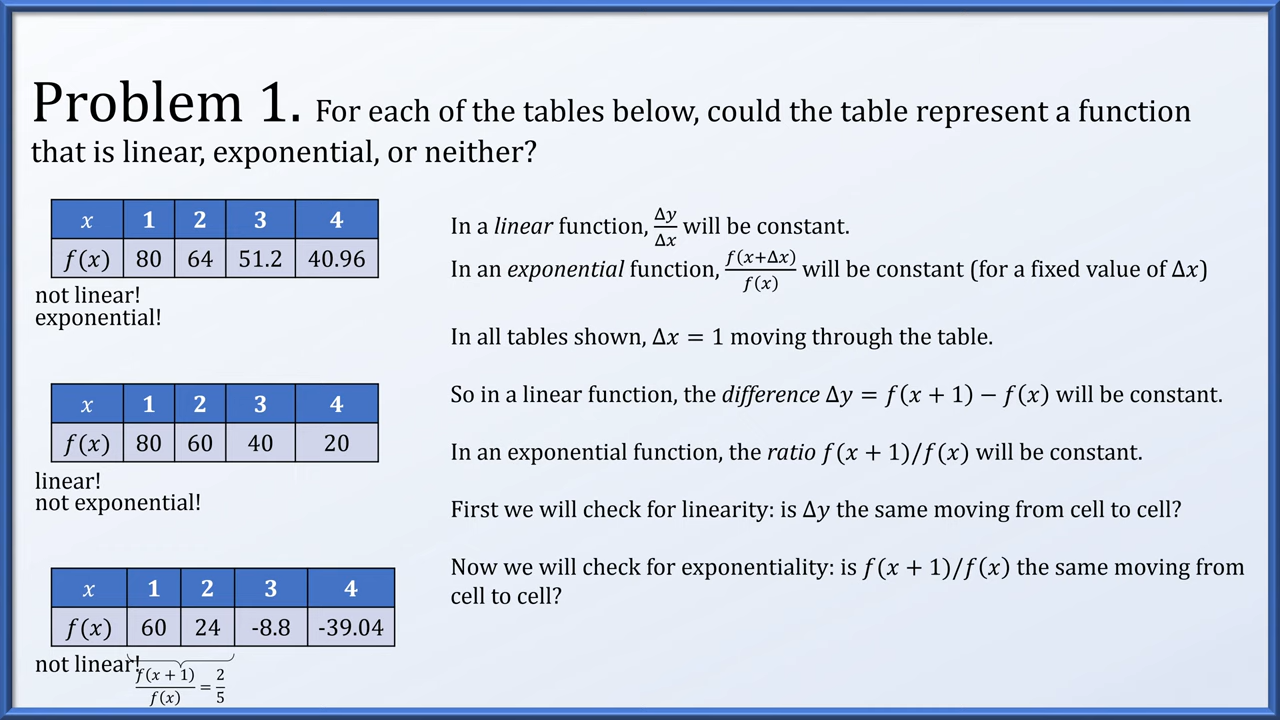 Problem 1. For each of the tables below, could the table represent a function
that is linear, exponential, or neither?
x 1 2 3 4
f(x) 80 64 51.2 40.96
not linear!
exponential!
x 1 2 3 4
f(x) 80 60 40 20
linear!
not exponential!
x 1 2 3 4
f(x) 60 24 -8.8 -39.04
not linear!
f(x + 1)/f(x) = 2/5
In a linear function, Δy/Δx will be constant.
In an exponential function, f(x+Δx)/f(x) will be constant (for a fixed value of Δx)
In all tables shown, Δx = 1 moving through the table.
So in a linear function, the difference Δy = f(x + 1) − f(x) will be constant.
In an exponential function, the ratio f(x + 1)/f(x) will be constant.
First we will check for linearity: is Δy the same moving from cell to cell?
Now we will check for exponentiality: is f(x + 1)/f(x) the same moving from
cell to cell?